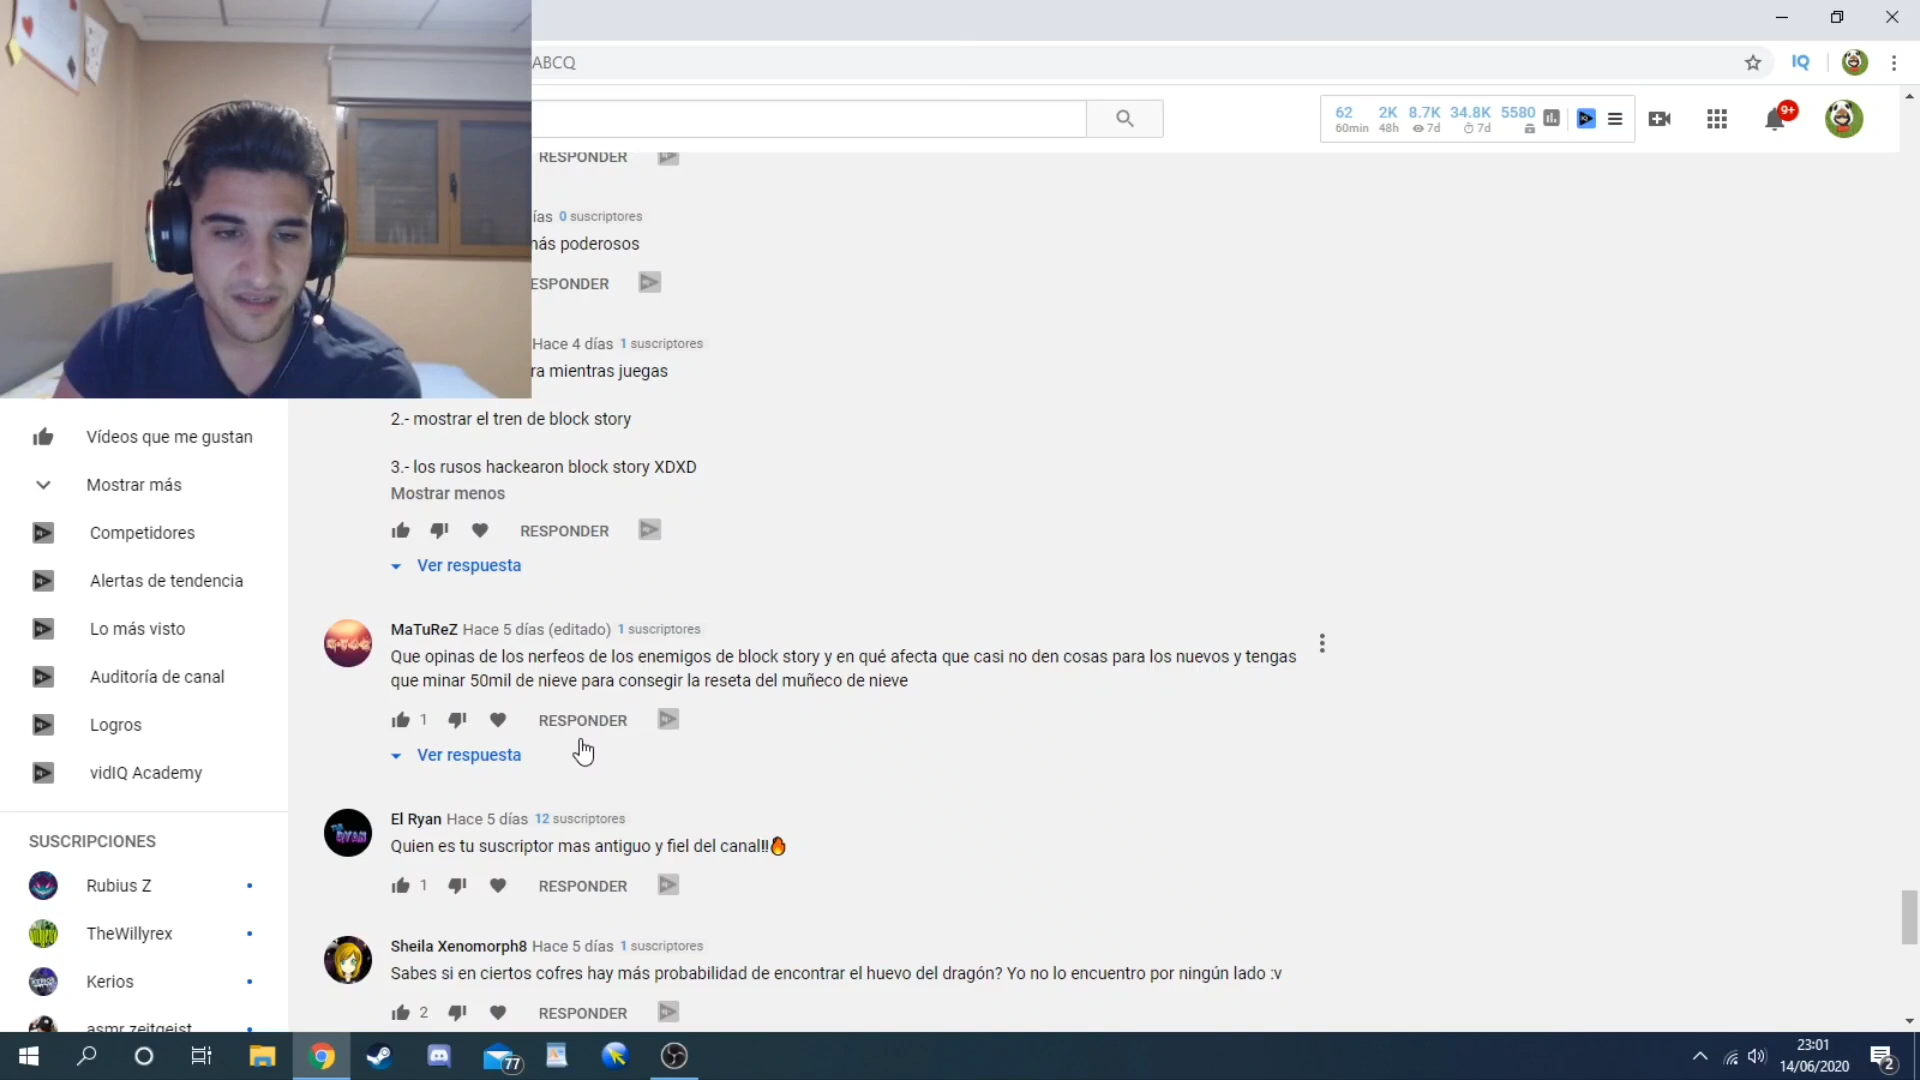 ABCQ
IQ
62 2K 8.7K 34.8K 5580
60min 48h 7d 7d
9+
RESPONDER
ías 0 suscriptores
más poderosos
ESPONDER
Hace 4 días 1 suscriptores
ra mientras juegas
2.- mostrar el tren de block story
3.- los rusos hackearon block story XDXD
Mostrar menos
RESPONDER
Ver respuesta
MaTuReZ Hace 5 días (editado) 1 suscriptores
Que opinas de los nerfeos de los enemigos de block story y en qué afecta que casi no den cosas para los nuevos y tengas
que minar 50mil de nieve para consegir la reseta del muñeco de nieve
1 RESPONDER
Ver respuesta
El Ryan Hace 5 días 12 suscriptores
Quien es tu suscriptor mas antiguo y fiel del canal!!🔥
1 RESPONDER
Sheila Xenomorph8 Hace 5 días 1 suscriptores
Sabes si en ciertos cofres hay más probabilidad de encontrar el huevo del dragón? Yo no lo encuentro por ningún lado :v
2 RESPONDER
Vídeos que me gustan
Mostrar más
Competidores
Alertas de tendencia
Lo más visto
Auditoría de canal
Logros
vidIQ Academy
SUSCRIPCIONES
Rubius Z
TheWillyrex
Kerios
asmr zeitgeist
77
23:01
14/06/2020
2